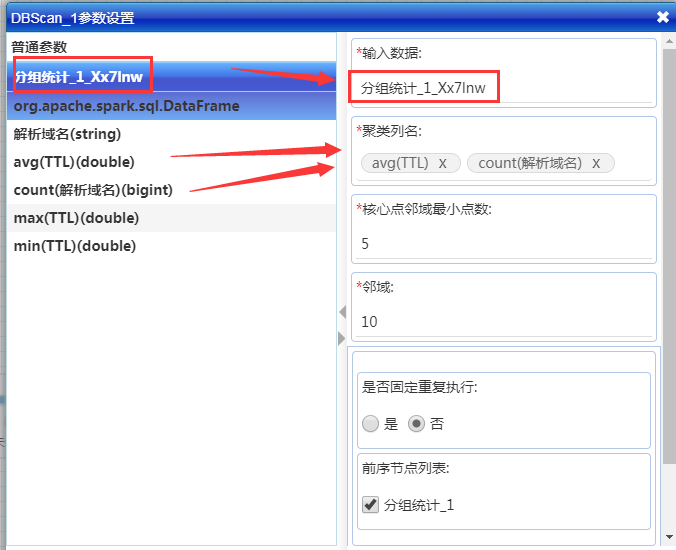 DBScan_1参数设置
普通参数
分组统计_1_Xx7lnw
org.apache.spark.sql.DataFrame
解析域名(string)
avg(TTL)(double)
count(解析域名)(bigint)
max(TTL)(double)
min(TTL)(double)
*输入数据:
分组统计_1_Xx7lnw
*聚类列名:
avg(TTL) x count(解析域名) x
*核心点邻域最小点数:
5
*邻域:
10
是否固定重复执行:
是 否
前序节点列表:
分组统计_1